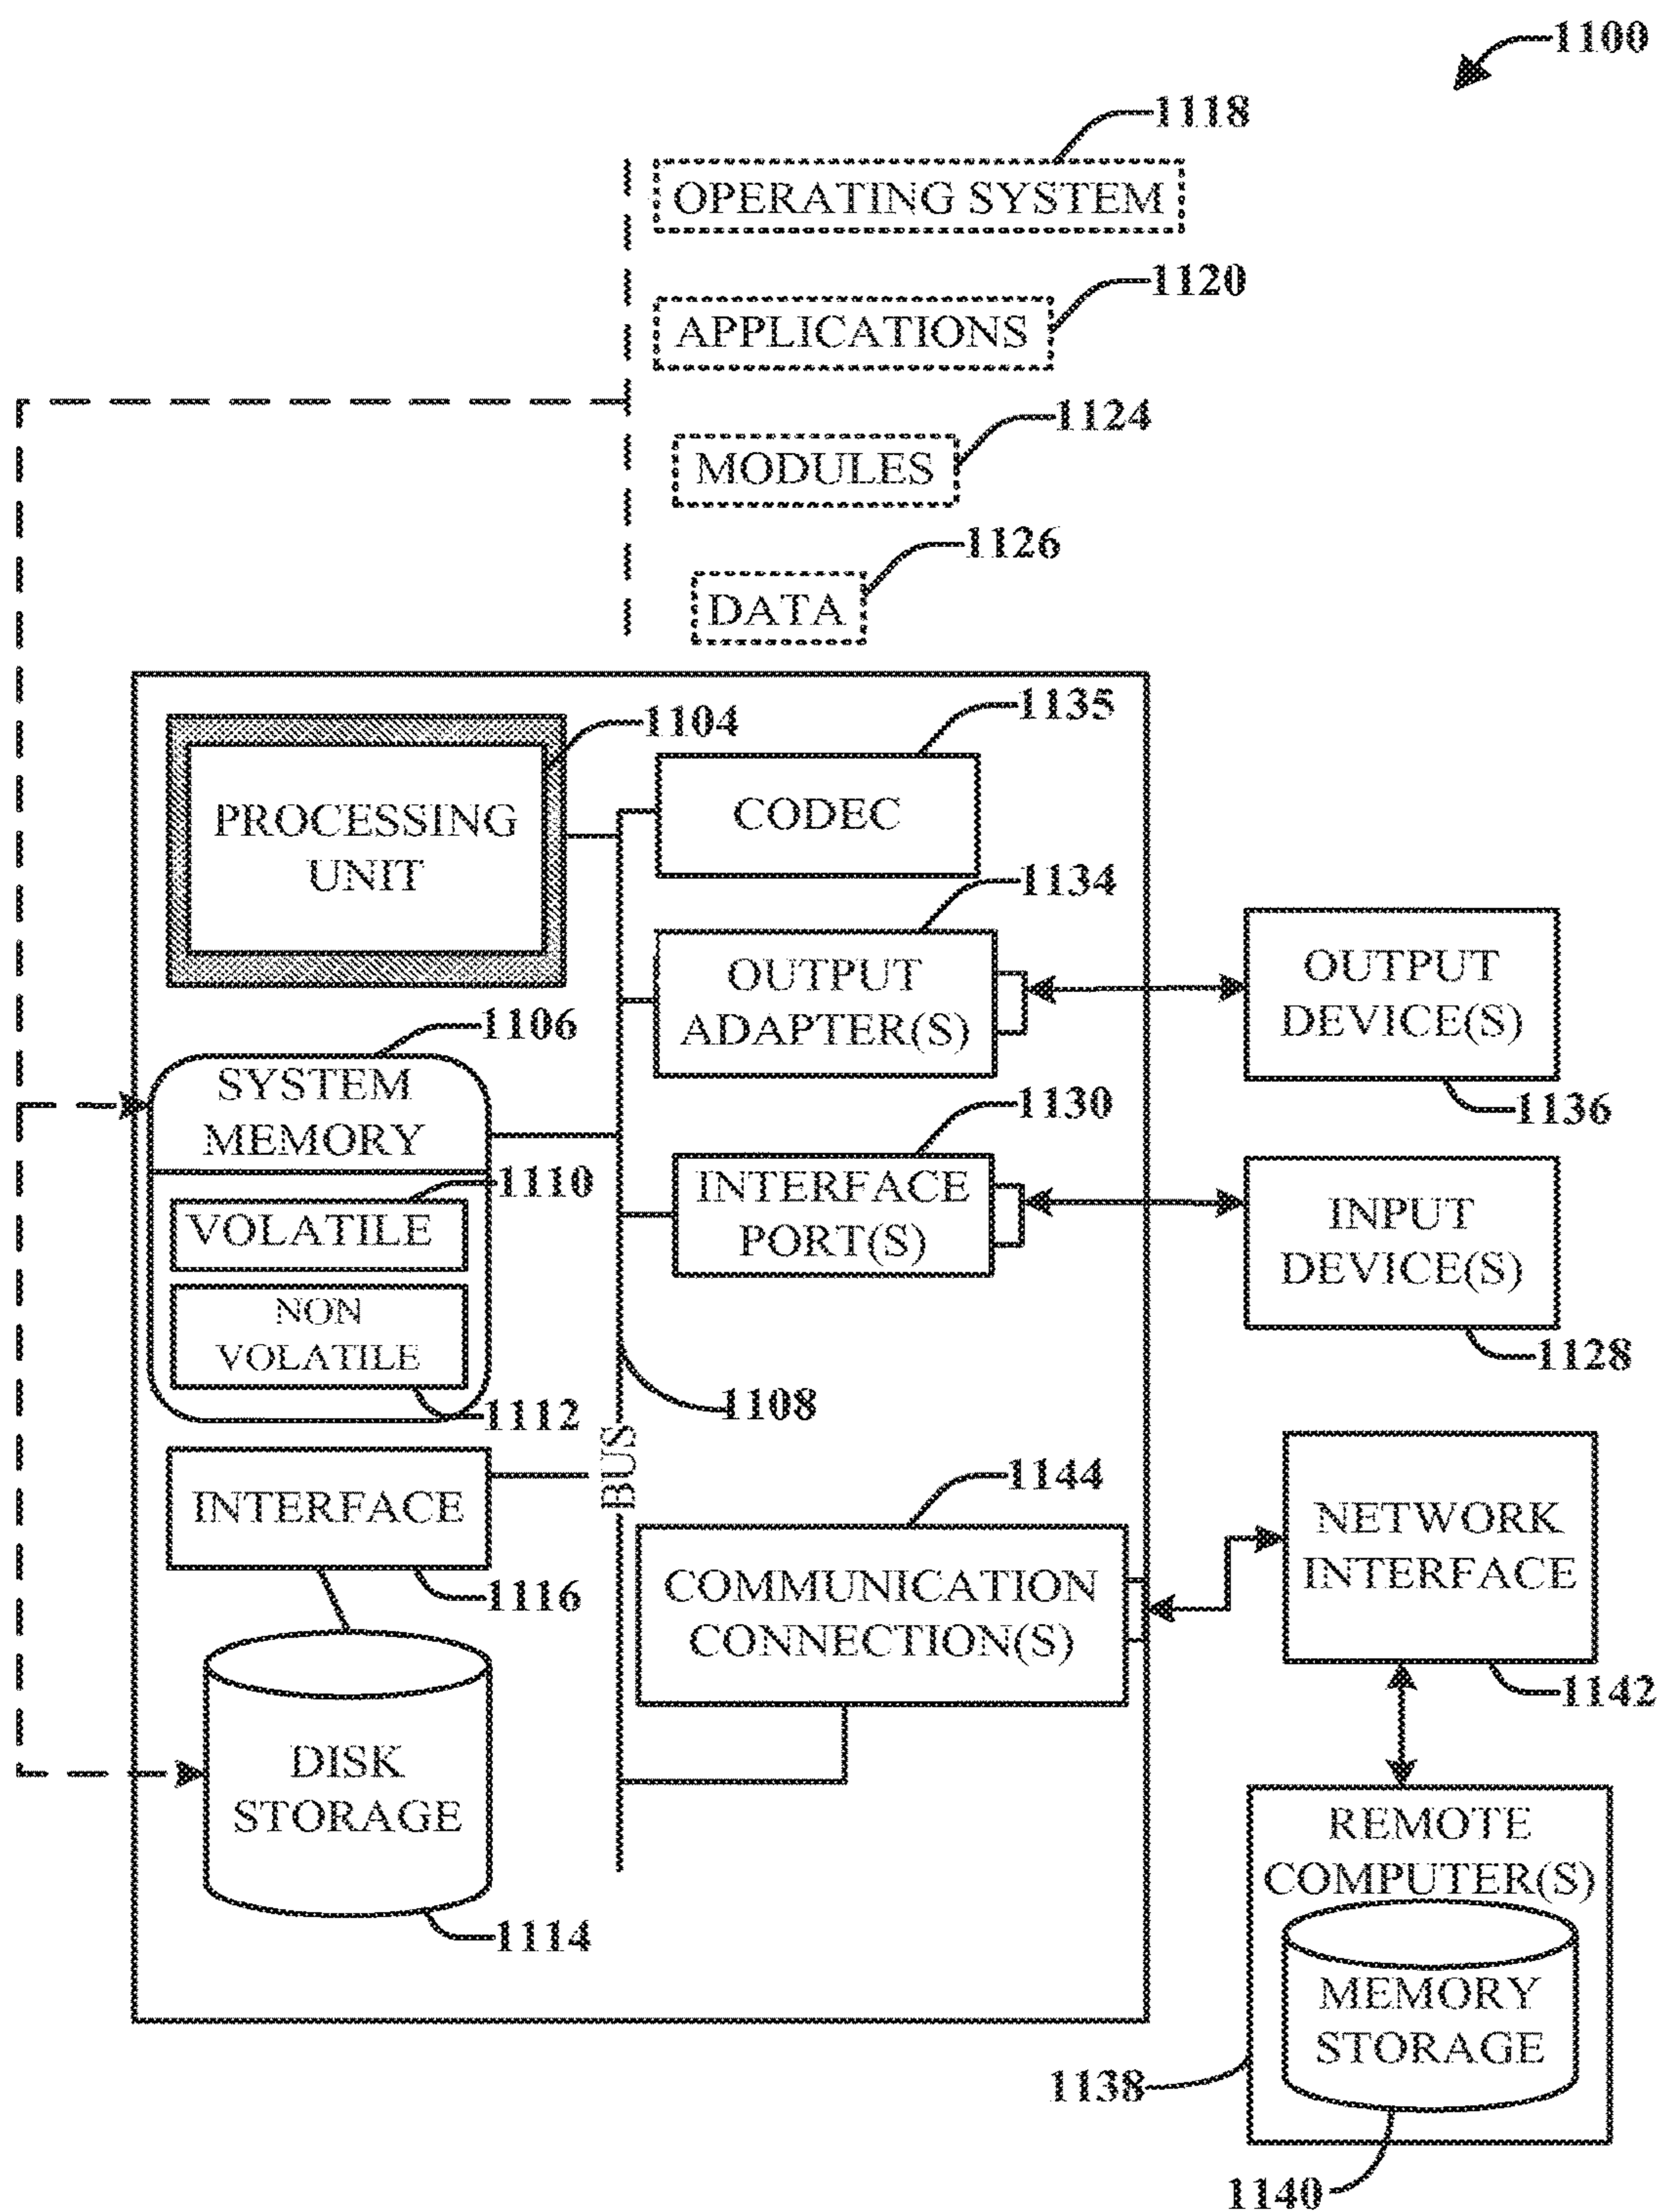 1100
1118
OPERATING SYSTEM
1120
APPLICATIONS
1124
MODULES
1126
DATA
1104
PROCESSING
UNIT
1135
CODEC
1134
OUTPUT
ADAPTER(S)
OUTPUT
DEVICE(S)
1136
1106
SYSTEM
MEMORY
1110
VOLATILE
NON
VOLATILE
1112
1130
INTERFACE
PORT(S)
INPUT
DEVICE(S)
1128
1108
BUS
INTERFACE
1116
1144
COMMUNICATION
CONNECTION(S)
NETWORK
INTERFACE
1142
DISK
STORAGE
1114
REMOTE
COMPUTER(S)
MEMORY
STORAGE
1138
1140